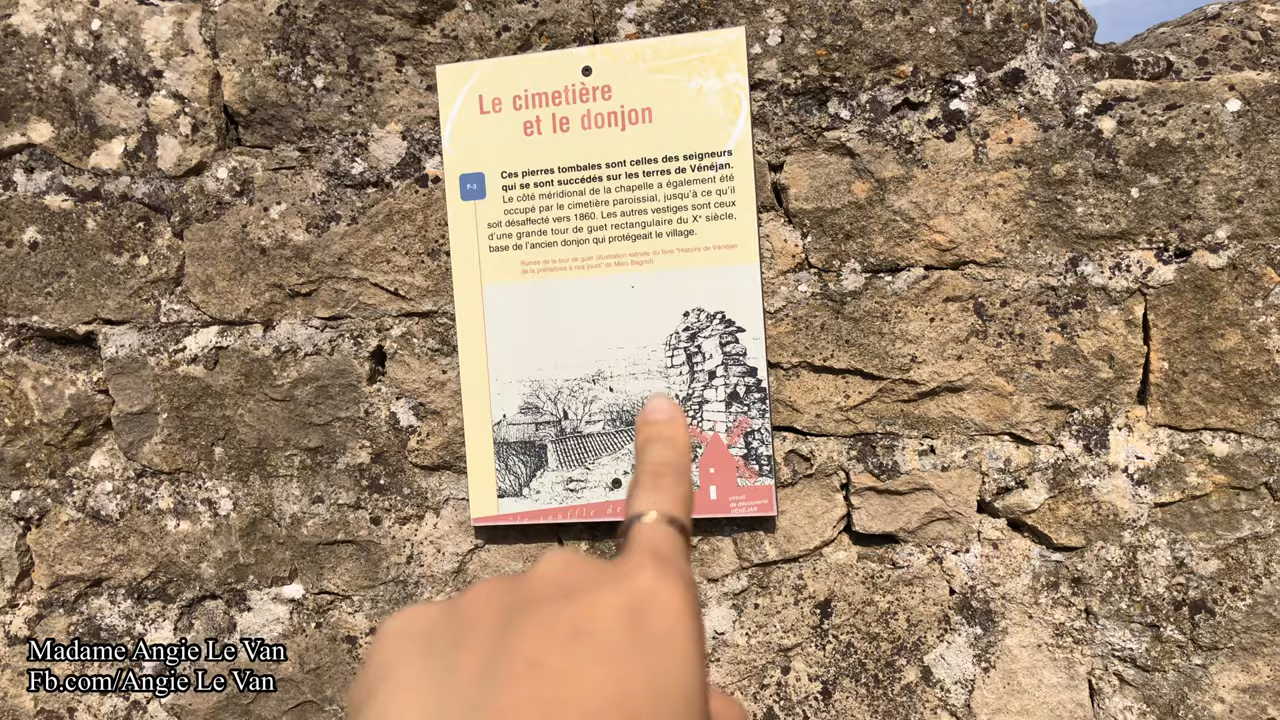 Le cimetière
et le donjon
F-3
Ces pierres tombales sont celles des seigneurs
qui se sont succédés sur les terres de Vénéjan.
Le côté méridional de la chapelle a également été
occupé par le cimetière paroissial, jusqu'à ce qu'il
soit désaffecté vers 1860. Les autres vestiges sont ceux
d'une grande tour de guet rectangulaire du Xe siècle,
base de l'ancien donjon qui protégeait le village.
Ruines de la tour de guet (illustration extraite du livre "Histoire de Vénéjan
de la préhistoire à nos jours" de Marc Bagnol)
le souffle de
circuit
de découverte
VÉNÉJAN
Madame Angie Le Van
Fb.com/Angie Le Van